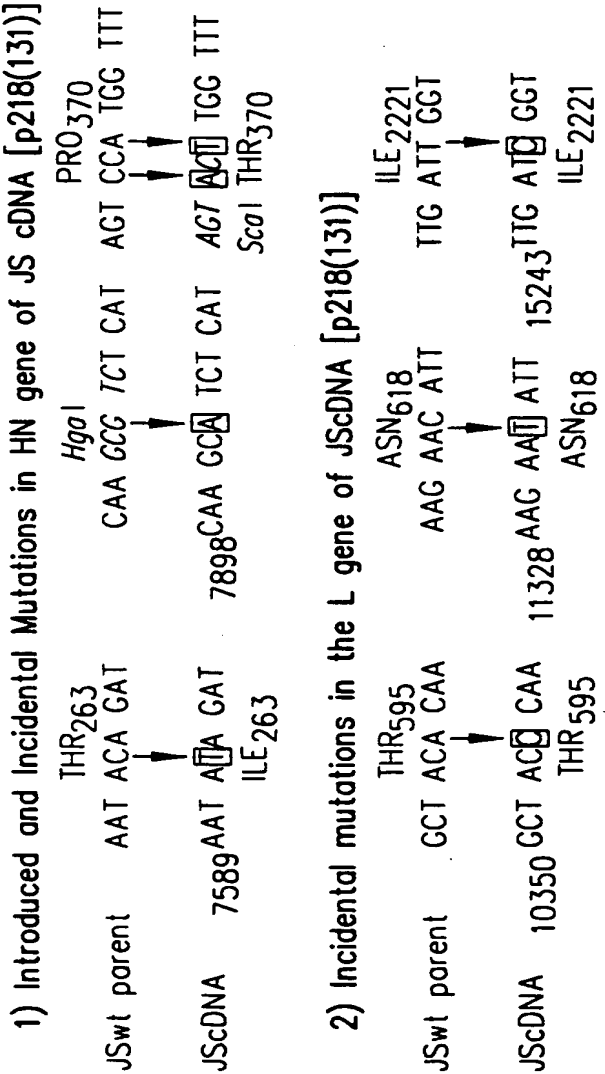 1) Introduced and Incidental Mutations in HN gene of JS cDNA [p218(131)]
THR263 HgaI PRO370
JSwt parent AAT ACA GAT CAA GCG TCT CAT AGT CCA TGG TTT
JScDNA 7589AAT ATA GAT 7898CAA GCA TCT CAT AGT ACT TGG TTT
ILE263 ScaI THR370
2) Incidental mutations in the L gene of JScDNA [p218(131)]
THR595 ASN618 ILE2221
JSwt parent GCT ACA CAA AAG AAC ATT TTG ATT GGT
JScDNA 10350GCT ACC CAA 11328AAG AAT ATT 15243TTG ATC GGT
THR595 ASN618 ILE2221